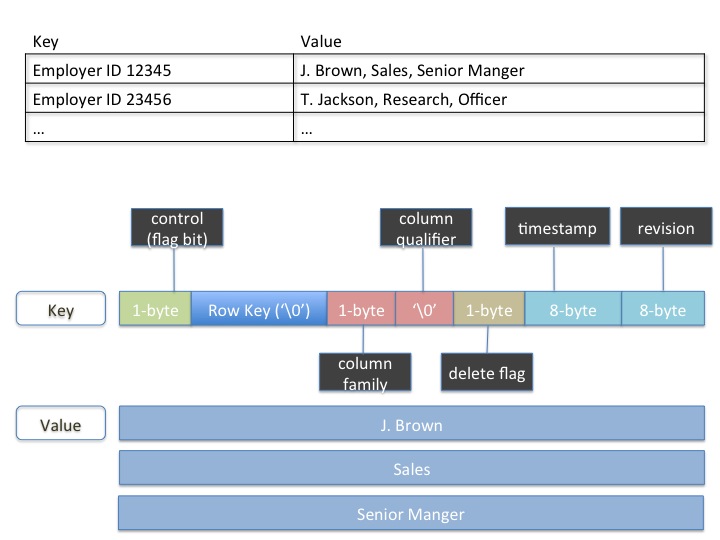 Key Value
Employer ID 12345 J. Brown, Sales, Senior Manger
Employer ID 23456 T. Jackson, Research, Officer
… …
control
(flag bit)
column
qualifier
timestamp
revision
Key
1-byte Row Key ('\0') 1-byte '\0' 1-byte 8-byte 8-byte
column
family
delete flag
Value
J. Brown
Sales
Senior Manger